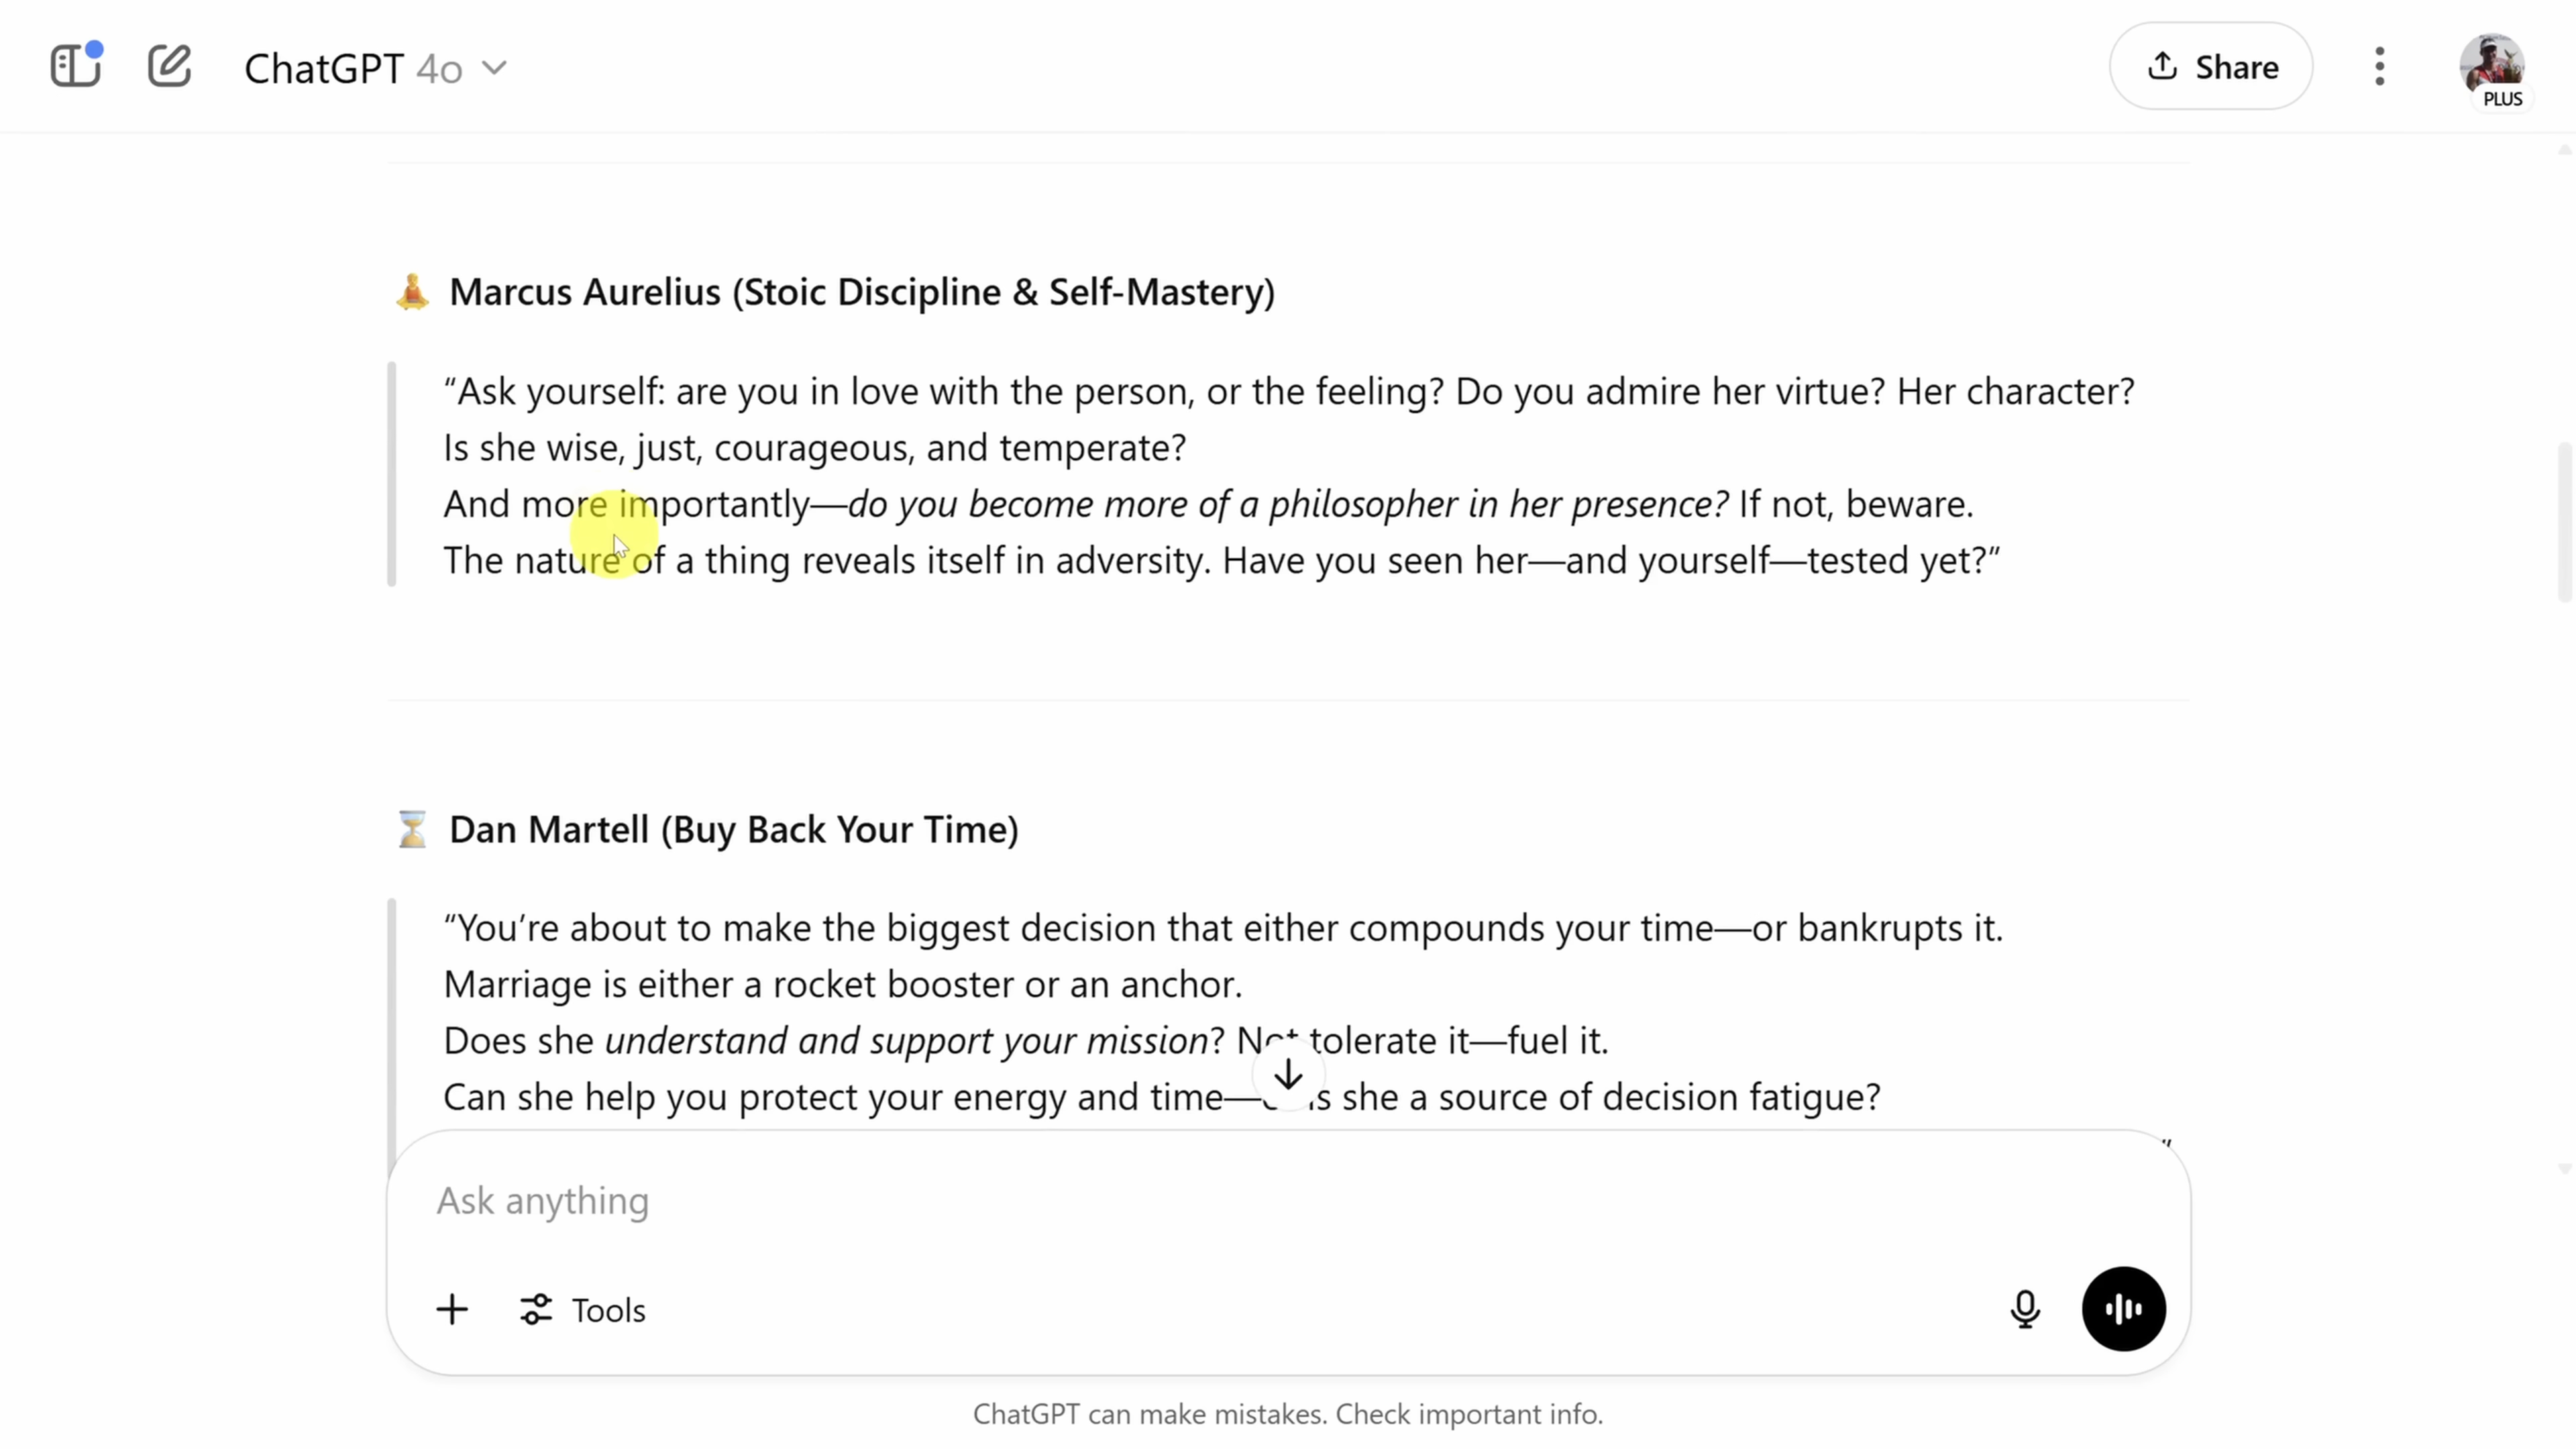 ChatGPT 4o
Share
PLUS
Marcus Aurelius (Stoic Discipline & Self-Mastery)
“Ask yourself: are you in love with the person, or the feeling? Do you admire her virtue? Her character?
Is she wise, just, courageous, and temperate?
And more importantly—do you become more of a philosopher in her presence? If not, beware.
The nature of a thing reveals itself in adversity. Have you seen her—and yourself—tested yet?”
Dan Martell (Buy Back Your Time)
“You’re about to make the biggest decision that either compounds your time—or bankrupts it.
Marriage is either a rocket booster or an anchor.
Does she understand and support your mission? Not tolerate it—fuel it.
Can she help you protect your energy and time— is she a source of decision fatigue?
”
Ask anything
Tools
ChatGPT can make mistakes. Check important info.